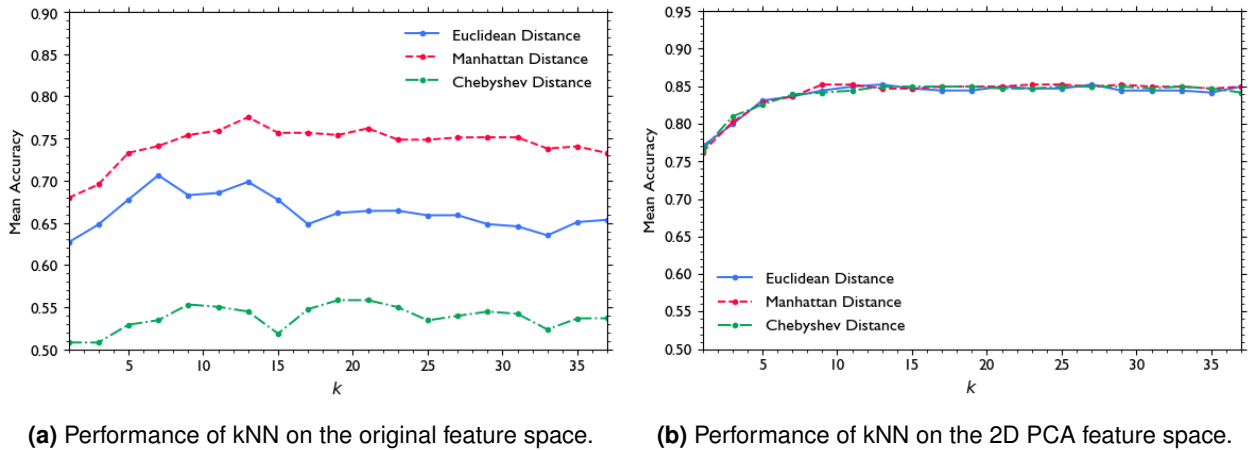 0.90
0.85
0.80
0.75
0.70
0.65
0.60
0.55
0.50
Mean Accuracy
Euclidean Distance
Manhattan Distance
Chebyshev Distance
5 10 15 20 25 30 35
k
(a) Performance of kNN on the original feature space.
0.95
0.90
0.85
0.80
0.75
0.70
0.65
0.60
0.55
0.50
Mean Accuracy
Euclidean Distance
Manhattan Distance
Chebyshev Distance
5 10 15 20 25 30 35
k
(b) Performance of kNN on the 2D PCA feature space.